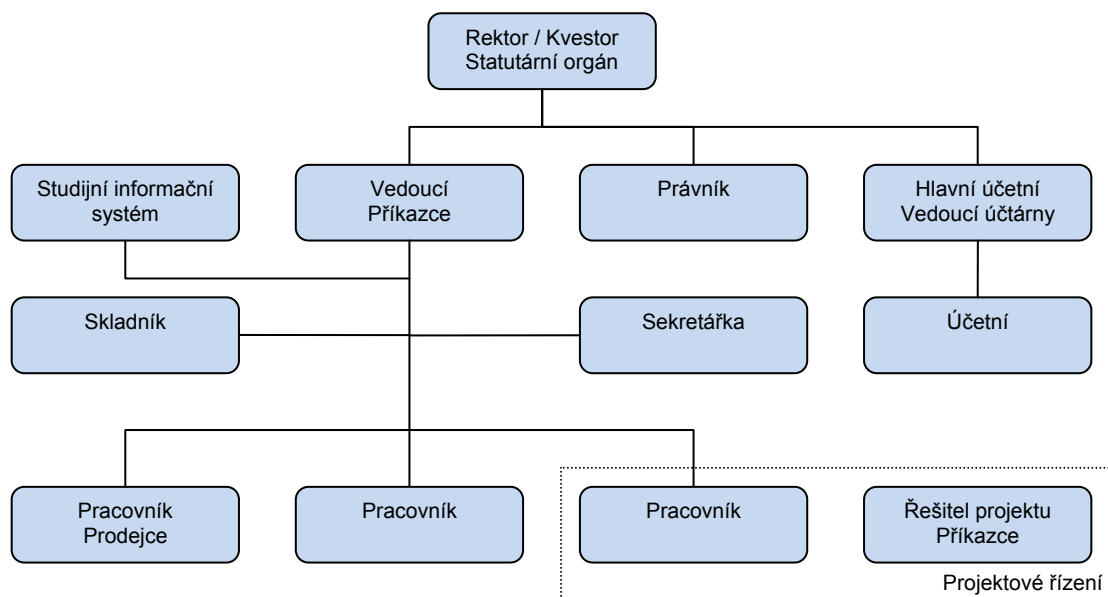 Rektor / Kvestor
Statutární orgán
Studijní informační
systém
Vedoucí
Příkazce
Právník
Hlavní účetní
Vedoucí účtárny
Skladník
Sekretářka
Účetní
Pracovník
Prodejce
Pracovník
Pracovník
Řešitel projektu
Příkazce
Projektové řízení